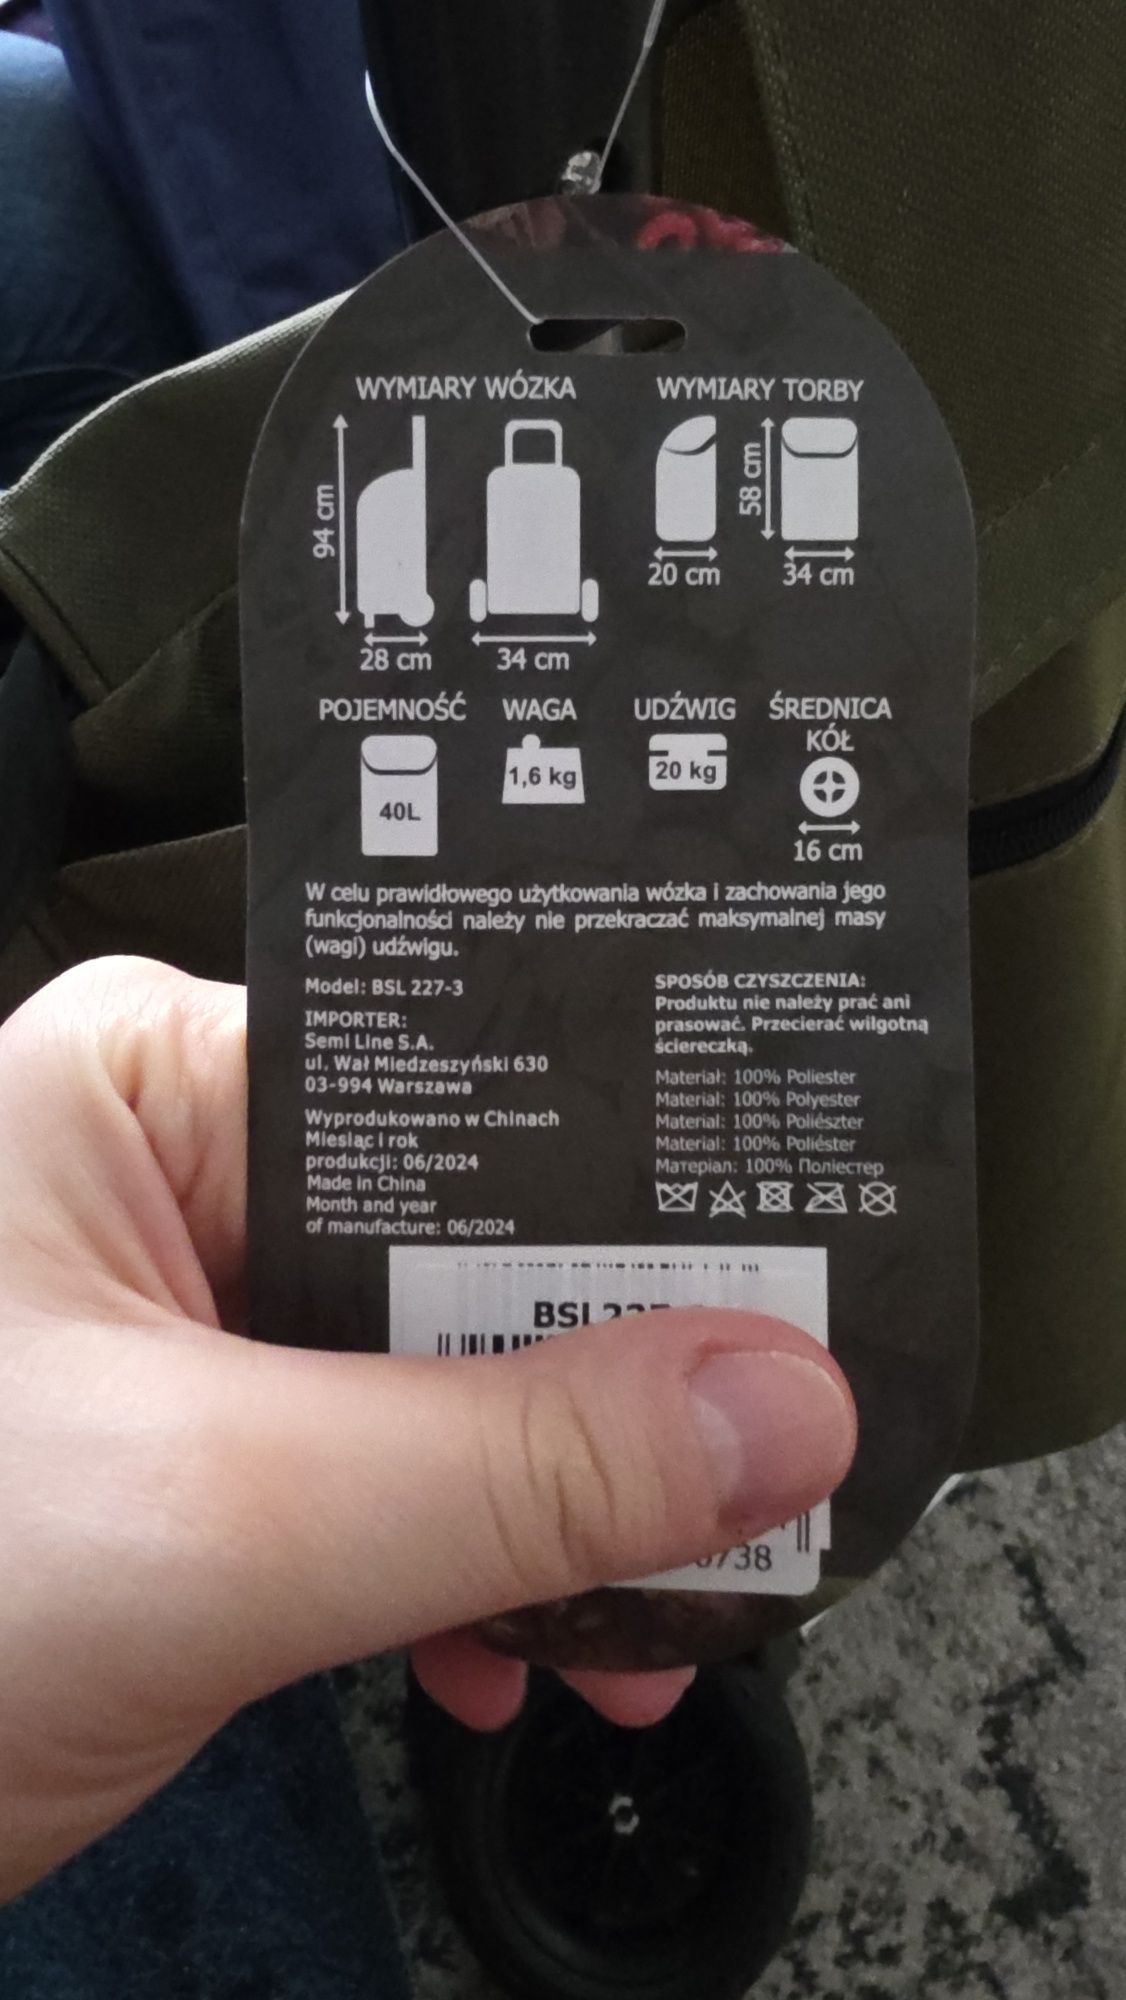 WYMIARY WÓZKA
94 cm
28 cm
34 cm
WYMIARY TORBY
58 cm
20 cm
34 cm
POJEMNOŚĆ
40L
WAGA
1,6 kg
UDŹWIG
20 kg
ŚREDNICA
KÓŁ
16 cm
W celu prawidłowego użytkowania wózka i zachowania jego
funkcjonalności należy nie przekraczać maksymalnej masy
(wagi) udźwigu.
Model: BSL 227-3
IMPORTER:
Semi Line S.A.
ul. Wał Miedzeszyński 630
03-994 Warszawa
Wyprodukowano w Chinach
Miesiąc i rok
produkcji: 06/2024
Made in China
Month and year
of manufacture: 06/2024
SPOSÓB CZYSZCZENIA:
Produktu nie należy prać ani
prasować. Przecierać wilgotną
ściereczką.
Materiał: 100% Poliester
Material: 100% Polyester
Material: 100% Poliészter
Material: 100% Poliéster
Матеріал: 100% Поліестер
738